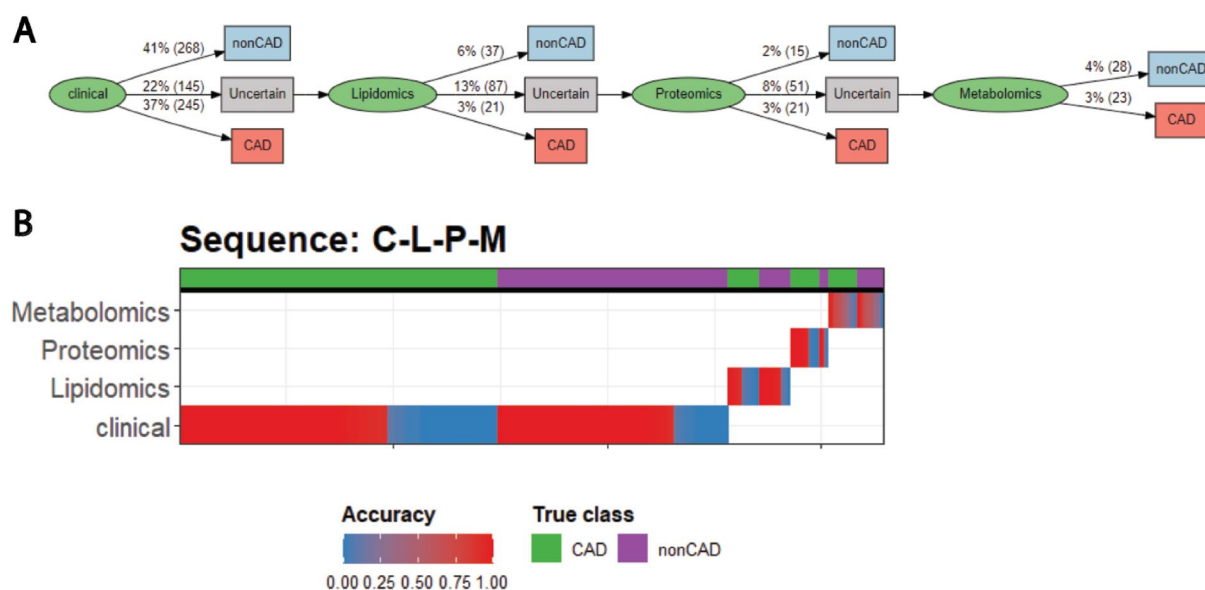 A
41% (268)
nonCAD
6% (37)
nonCAD
2% (15)
nonCAD
4% (28)
nonCAD
clinical
22% (145)
Uncertain
Lipidomics
13% (87)
Uncertain
Proteomics
8% (51)
Uncertain
Metabolomics
37% (245)
CAD
3% (21)
CAD
3% (21)
CAD
3% (23)
CAD
B
Sequence: C-L-P-M
Metabolomics
Proteomics
Lipidomics
clinical
Accuracy
0.00 0.25 0.50 0.75 1.00
True class
CAD
nonCAD